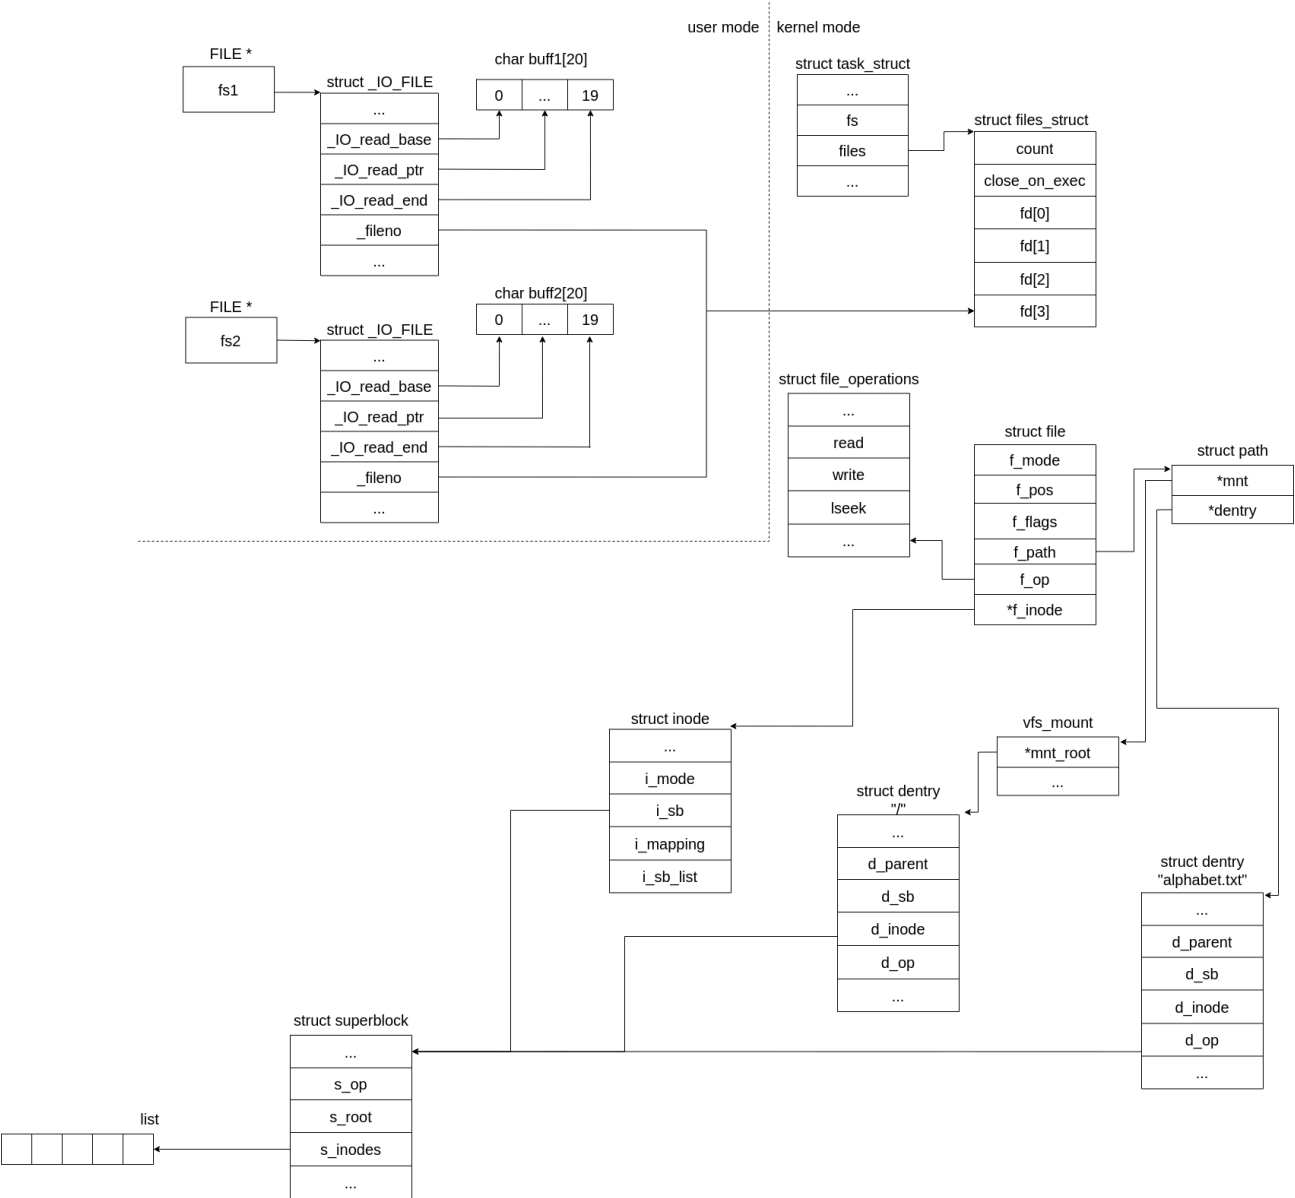 user mode
kernel mode
FILE *
fs1
struct _IO_FILE
...
_IO_read_base
_IO_read_ptr
_IO_read_end
_fileno
...
char buff1[20]
0
...
19
FILE *
fs2
struct _IO_FILE
...
_IO_read_base
_IO_read_ptr
_IO_read_end
_fileno
...
char buff2[20]
0
...
19
struct task_struct
...
fs
files
...
struct files_struct
count
close_on_exec
fd[0]
fd[1]
fd[2]
fd[3]
struct file_operations
...
read
write
lseek
...
struct file
f_mode
f_pos
f_flags
f_path
f_op
*f_inode
struct path
*mnt
*dentry
struct inode
...
i_mode
i_sb
i_mapping
i_sb_list
vfs_mount
*mnt_root
...
struct dentry
"/"
...
d_parent
d_sb
d_inode
d_op
...
struct dentry
"alphabet.txt"
...
d_parent
d_sb
d_inode
d_op
...
struct superblock
...
s_op
s_root
s_inodes
...
list